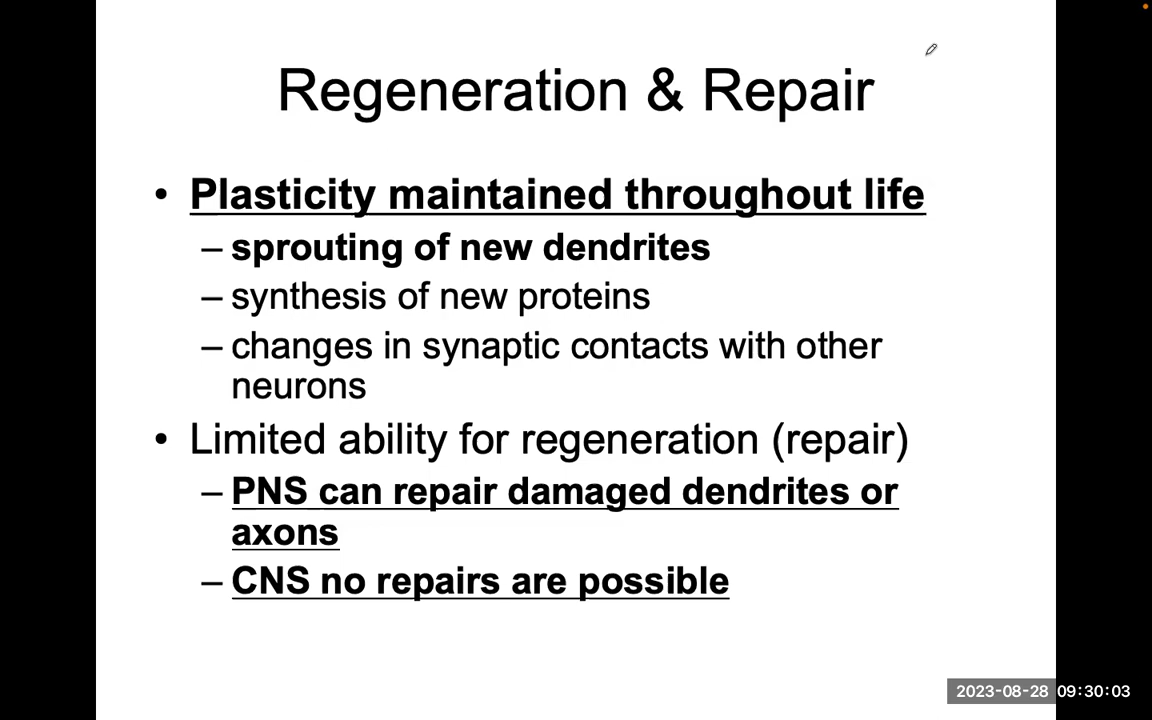 Regeneration & Repair
• Plasticity maintained throughout life
– sprouting of new dendrites
– synthesis of new proteins
– changes in synaptic contacts with other
neurons
• Limited ability for regeneration (repair)
– PNS can repair damaged dendrites or
axons
– CNS no repairs are possible
2023-08-28 09:30:03